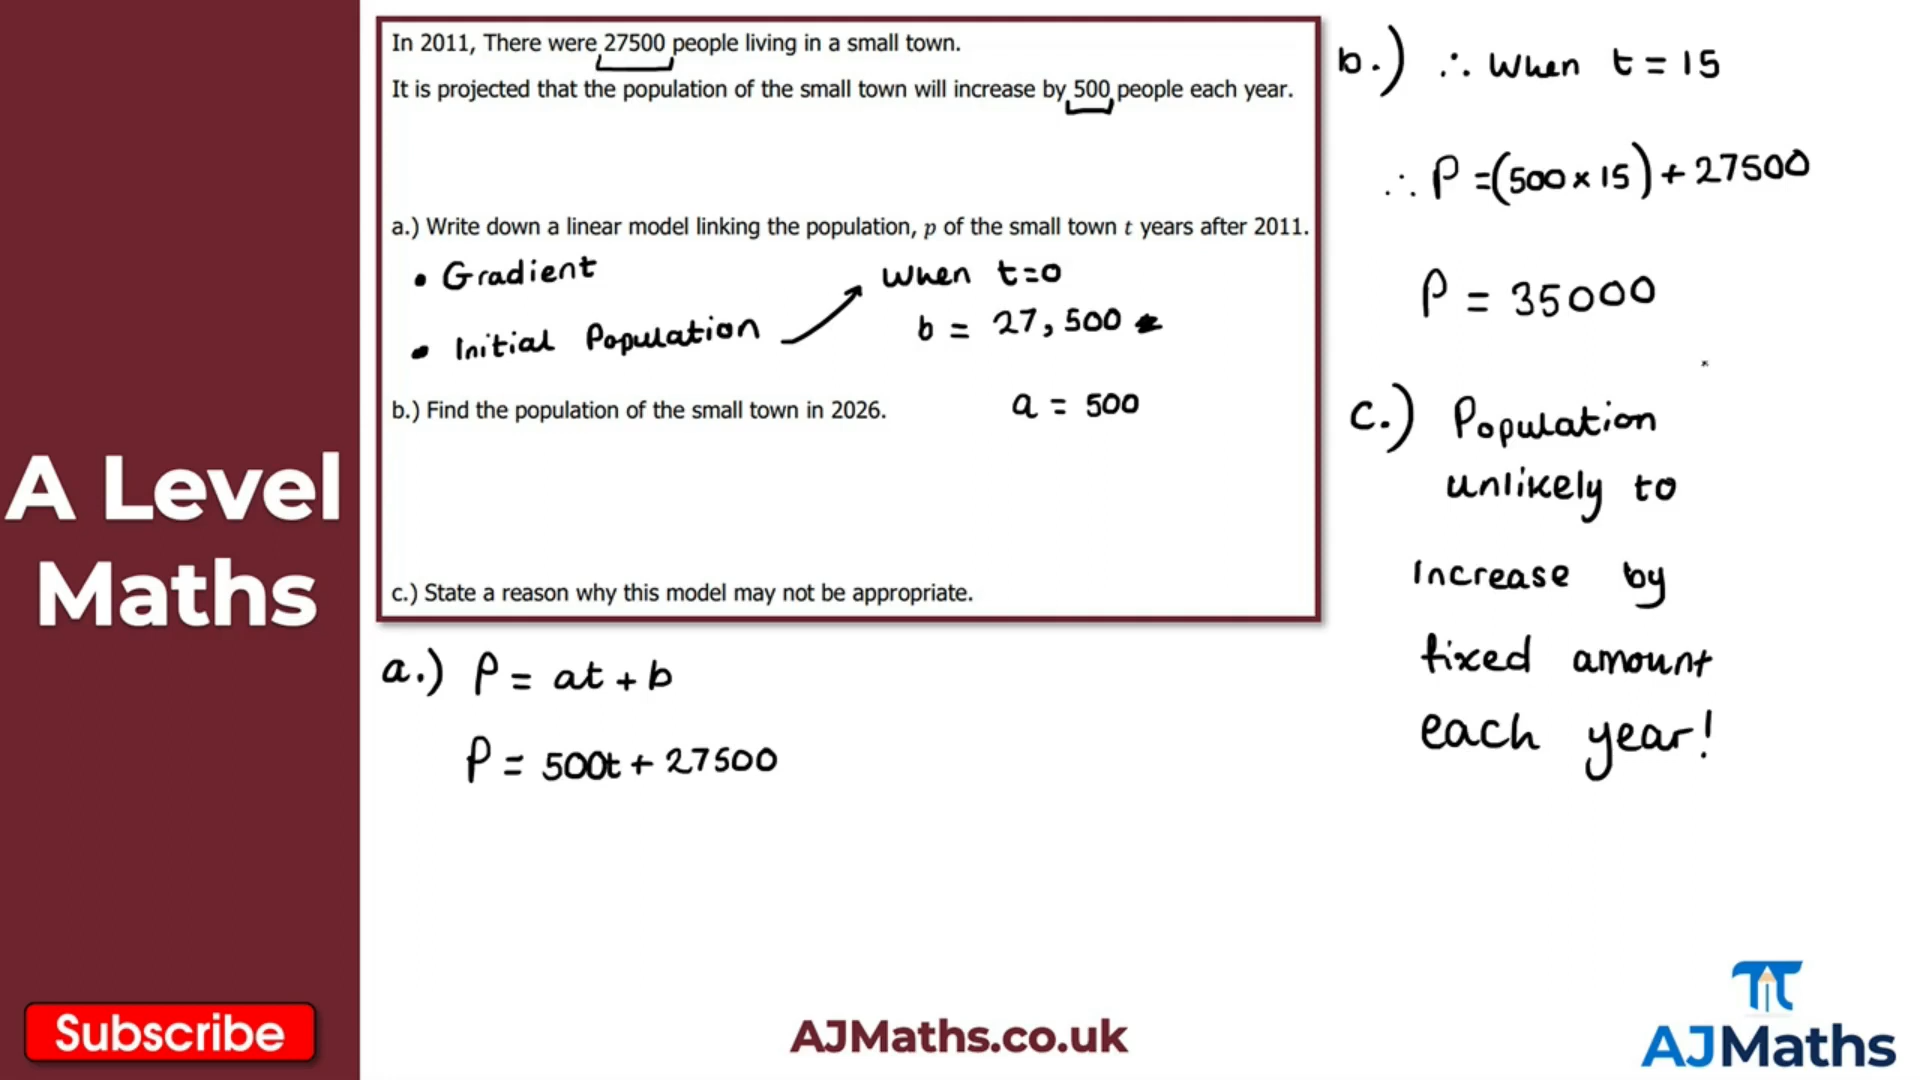 In 2011, There were 27500 people living in a small town.
It is projected that the population of the small town will increase by 500 people each year.
a.) Write down a linear model linking the population, p of the small town t years after 2011.
• Gradient
• Initial Population
When t=0
b = 27,500
b.) Find the population of the small town in 2026.
a = 500
c.) State a reason why this model may not be appropriate.
a.) P = at + b
P = 500t + 27500
b.) ∴ When t = 15
∴ P = (500 × 15) + 27500
P = 35000
c.) Population
unlikely to
increase by
fixed amount
each year!
A Level
Maths
Subscribe
AJMaths.co.uk
AJMaths